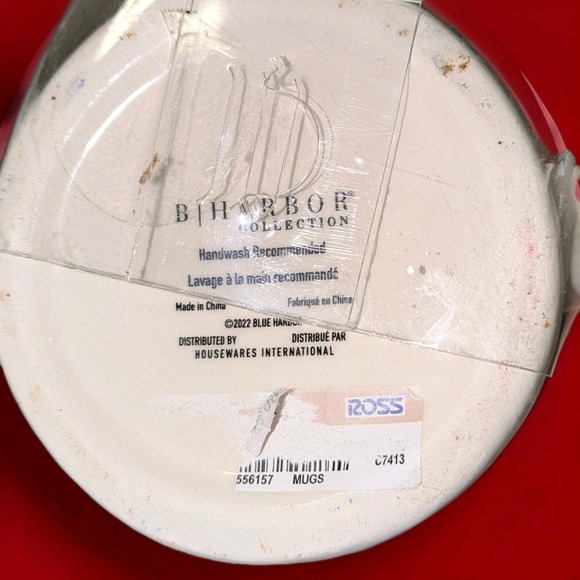 B|HARBOR®
COLLECTION
Handwash Recommended
Lavage à la main recommandé
Made in China Fabriqué en Chine
©2022 BLUE HARBOR
DISTRIBUTED BY DISTRIBUÉ PAR
HOUSEWARES INTERNATIONAL
ROSS
C7413
556157 MUGS